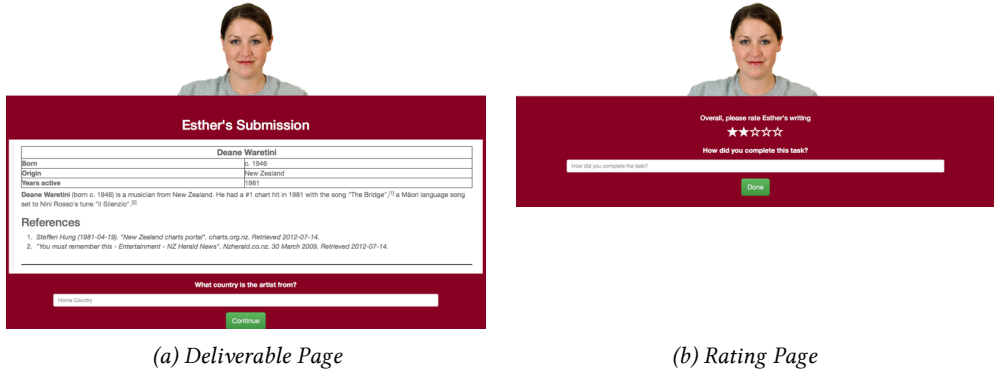 Esther's Submission
Deane Waretini
Born c. 1946
Origin New Zealand
Years active 1981
Deane Waretini (born c. 1946) is a musician from New Zealand. He had a #1 chart hit in 1981 with the song "The Bridge",[1] a Māori language song
set to Nini Rosso's tune "Il Silenzio".[2]
References
1. Steffen Hung (1981-04-19). "New Zealand charts portal". charts.org.nz. Retrieved 2012-07-14.
2. "You must remember this - Entertainment - NZ Herald News". Nzherald.co.nz. 30 March 2009. Retrieved 2012-07-14.
What country is the artist from?
Home Country
Continue
(a) Deliverable Page
Overall, please rate Esther's writing
How did you complete this task?
How did you complete the task?
Done
(b) Rating Page